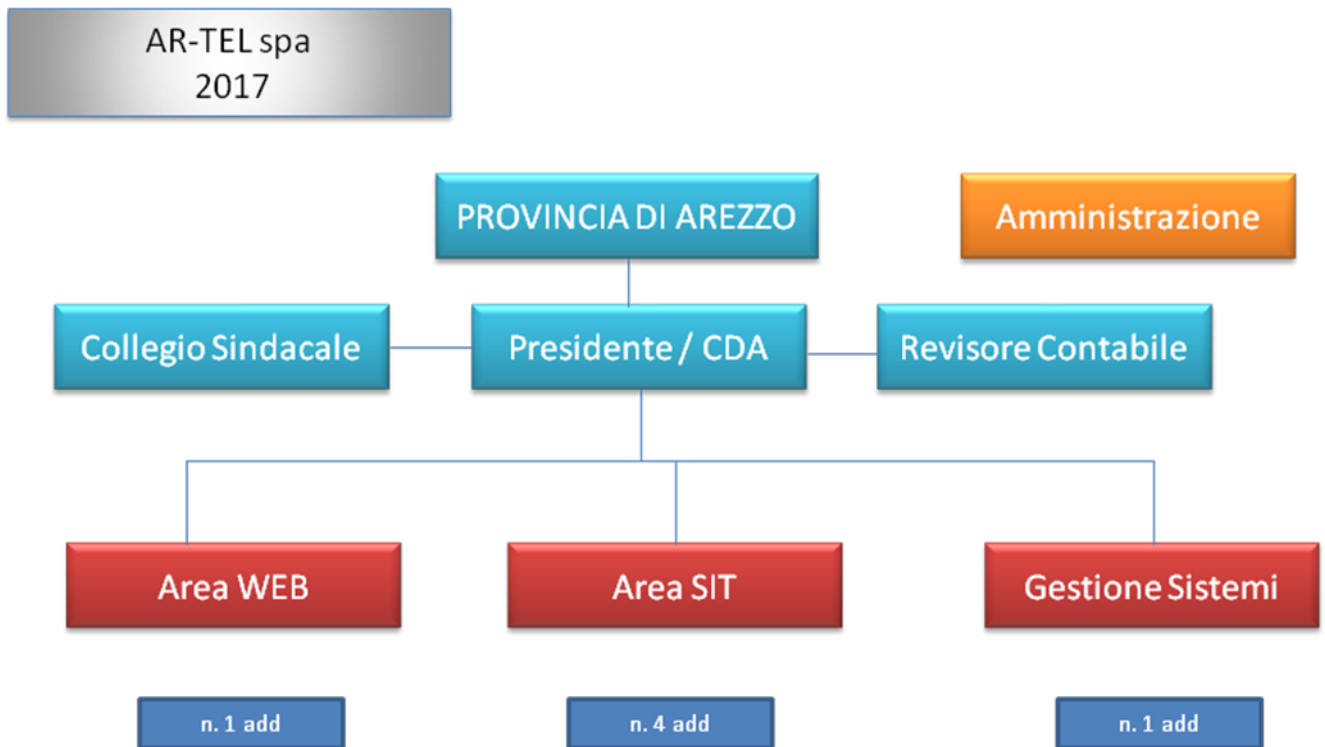 AR-TEL spa
2017
PROVINCIA DI AREZZO
Amministrazione
Collegio Sindacale
Presidente / CDA
Revisore Contabile
Area WEB
Area SIT
Gestione Sistemi
n. 1 add
n. 4 add
n. 1 add